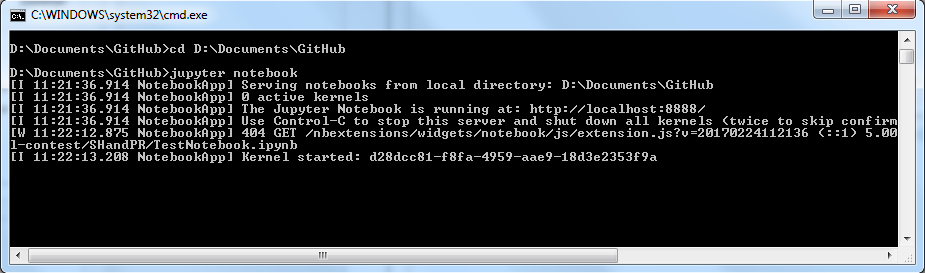 C:\WINDOWS\system32\cmd.exe
D:\Documents\GitHub>cd D:\Documents\GitHub
D:\Documents\GitHub>jupyter notebook
[I 11:21:36.914 NotebookApp] Serving notebooks from local directory: D:\Documents\GitHub
[I 11:21:36.914 NotebookApp] 0 active kernels
[I 11:21:36.914 NotebookApp] The Jupyter Notebook is running at: http://localhost:8888/
[I 11:21:36.914 NotebookApp] Use Control-C to stop this server and shut down all kernels (twice to skip confirm
[W 11:22:12.875 NotebookApp] 404 GET /nbextensions/widgets/notebook/js/extension.js?v=20170224112136 (::1) 5.00
l-contest/SHandPR/TestNotebook.ipynb
[I 11:22:13.208 NotebookApp] Kernel started: d28dcc81-f8fa-4959-aae9-18d3e2353f9a